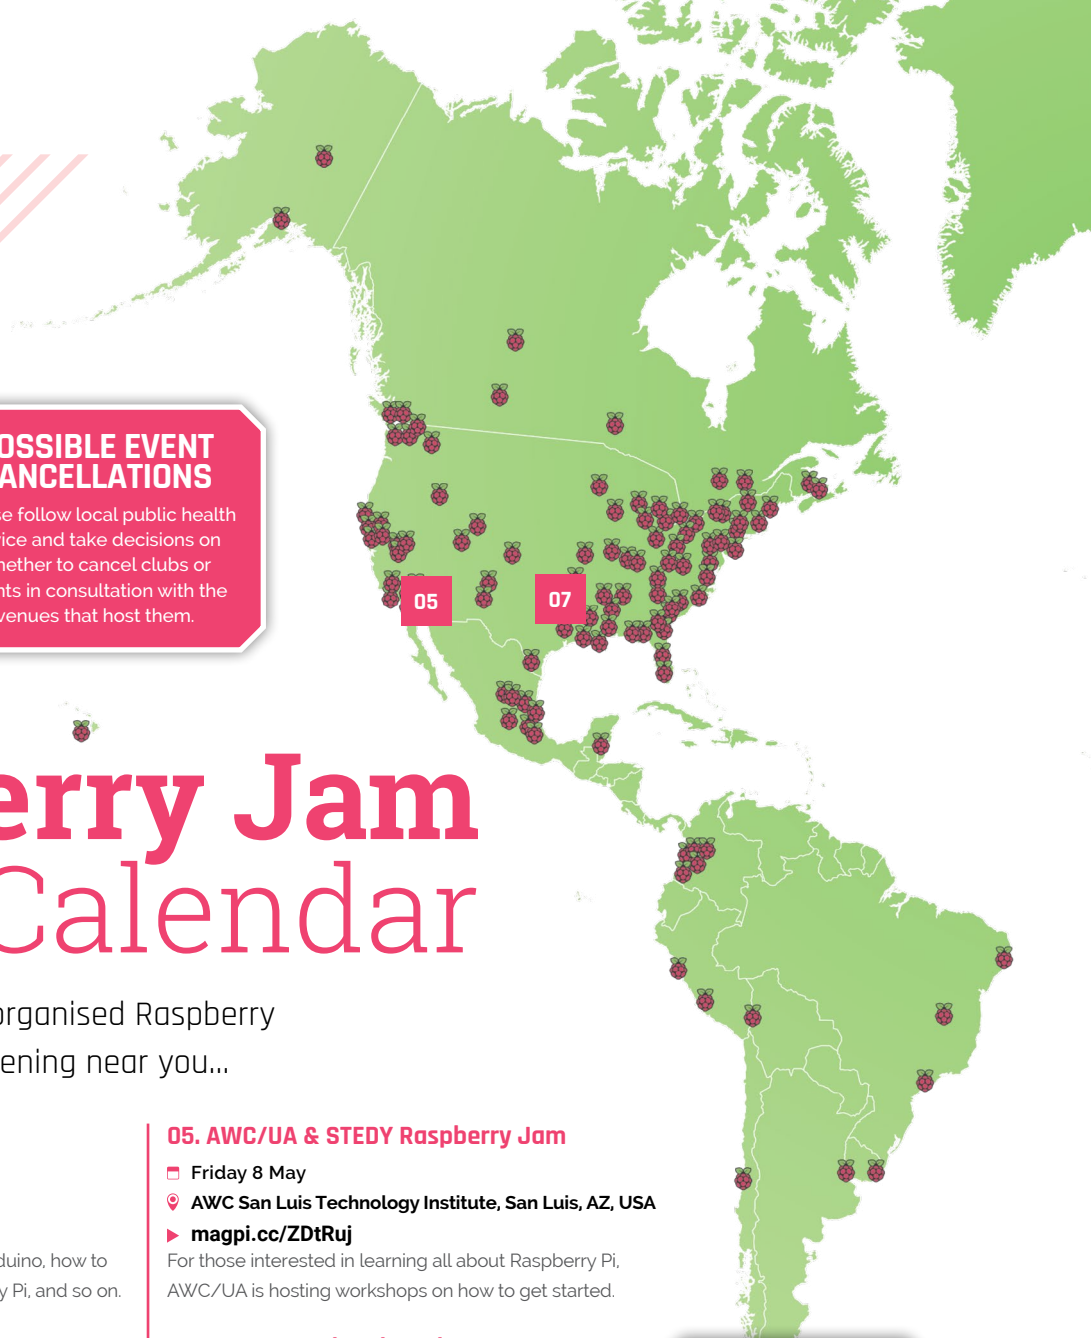 OSSIBLE EVENT
ANCELLATIONS
se follow local public health
ice and take decisions on
hether to cancel clubs or
nts in consultation with the
venues that host them.
05
07
erry Jam
Calendar
organised Raspberry
ening near you...
duino, how to
y Pi, and so on.
05. AWC/UA & STEDY Raspberry Jam
Friday 8 May
AWC San Luis Technology Institute, San Luis, AZ, USA
magpi.cc/ZDtRuj
For those interested in learning all about Raspberry Pi,
AWC/UA is hosting workshops on how to get started.